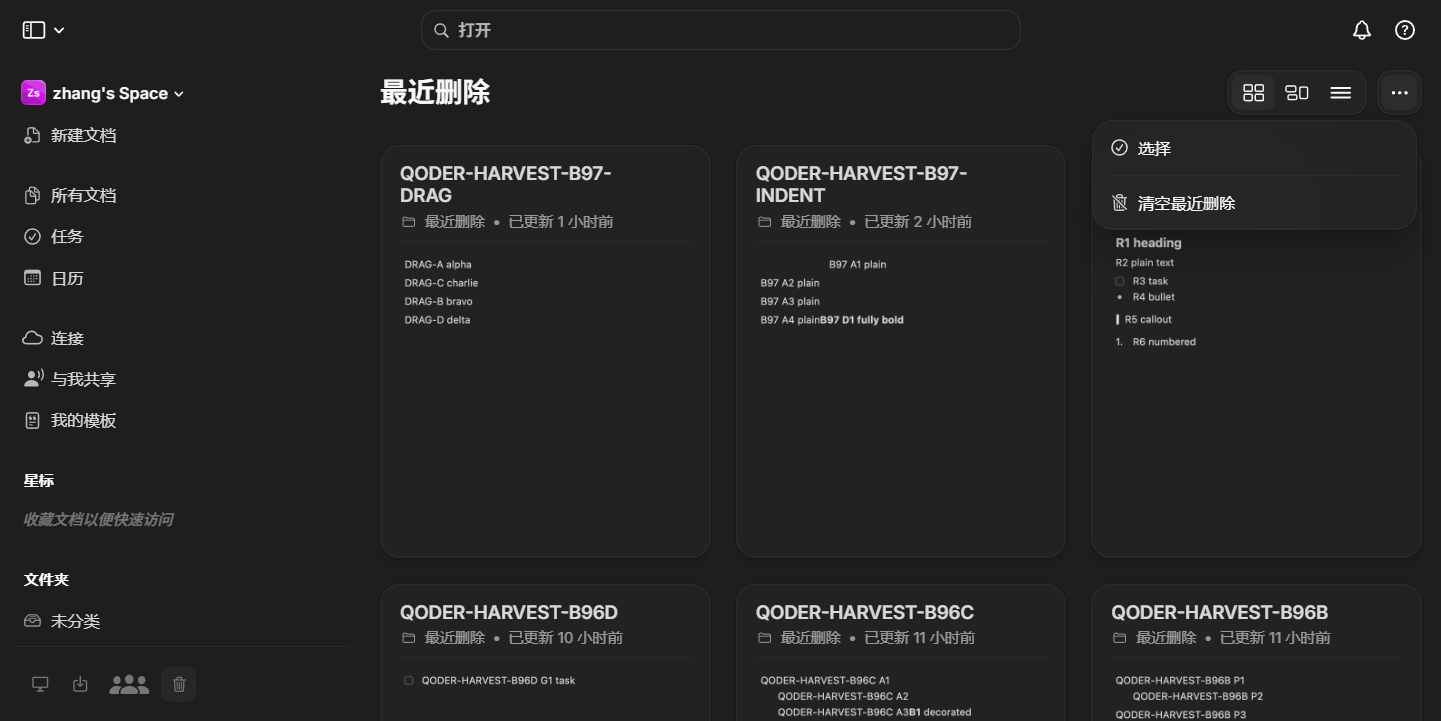 打开
Zs zhang's Space
新建文档
所有文档
任务
日历
连接
与我共享
我的模板
星标
收藏文档以便快速访问
文件夹
未分类
最近删除
选择
清空最近删除
QODER-HARVEST-B97-
DRAG
最近删除 • 已更新 1 小时前
DRAG-A alpha
DRAG-C charlie
DRAG-B bravo
DRAG-D delta
QODER-HARVEST-B97-
INDENT
最近删除 • 已更新 2 小时前
B97 A1 plain
B97 A2 plain
B97 A3 plain
B97 A4 plainB97 D1 fully bold
R1 heading
R2 plain text
R3 task
• R4 bullet
R5 callout
1. R6 numbered
QODER-HARVEST-B96D
最近删除 • 已更新 10 小时前
QODER-HARVEST-B96D G1 task
QODER-HARVEST-B96C
最近删除 • 已更新 11 小时前
QODER-HARVEST-B96C A1
QODER-HARVEST-B96C A2
QODER-HARVEST-B96C A3B1 decorated
QODER-HARVEST-B96B
最近删除 • 已更新 11 小时前
QODER-HARVEST-B96B P1
QODER-HARVEST-B96B P2
QODER-HARVEST-B96B P3